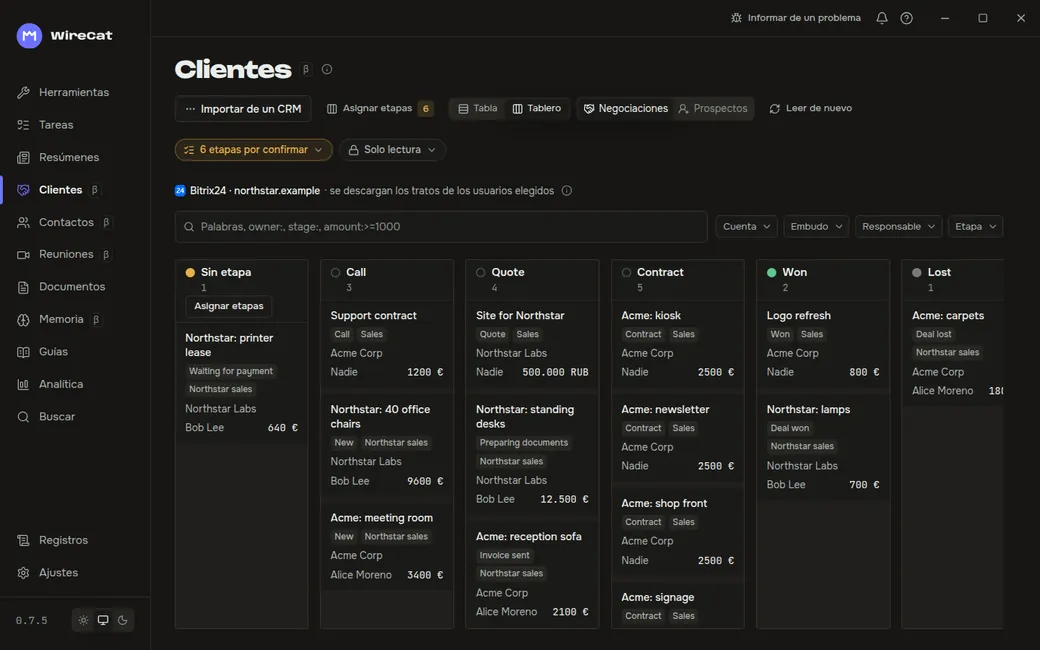 Informar de un problema
WireCat
Herramientas
Tareas
Resúmenes
Clientes β
Contactos β
Reuniones β
Documentos
Memoria β
Guías
Analítica
Buscar
Registros
Ajustes
0.7.5
Clientes β
Importar de un CRM
Asignar etapas 6
Tabla
Tablero
Negociaciones
Prospectos
Leer de nuevo
6 etapas por confirmar
Solo lectura
24 Bitrix24 · northstar.example · se descargan los tratos de los usuarios elegidos
Palabras, owner:, stage:, amount:>=1000
Cuenta
Embudo
Responsable
Etapa
Sin etapa
1
Asignar etapas
Northstar: printer
lease
Waiting for payment
Northstar sales
Northstar Labs
Bob Lee 640 €
Call
3
Support contract
Call Sales
Acme Corp
Nadie 1200 €
Northstar: 40 office
chairs
New Northstar sales
Northstar Labs
Bob Lee 9600 €
Acme: meeting room
New Northstar sales
Acme Corp
Alice Moreno 3400 €
Quote
4
Site for Northstar
Quote Sales
Northstar Labs
Nadie 500.000 RUB
Northstar: standing
desks
Preparing documents
Northstar sales
Northstar Labs
Bob Lee 12.500 €
Acme: reception sofa
Invoice sent
Northstar sales
Acme Corp
Alice Moreno 2100 €
Contract
5
Acme: kiosk
Contract Sales
Acme Corp
Nadie 2500 €
Acme: newsletter
Contract Sales
Acme Corp
Nadie 2500 €
Acme: shop front
Contract Sales
Acme Corp
Nadie 2500 €
Acme: signage
Contract Sales
Won
2
Logo refresh
Won Sales
Acme Corp
Nadie 800 €
Northstar: lamps
Deal won
Northstar sales
Northstar Labs
Bob Lee 700 €
Lost
1
Acme: carpets
Deal lost
Northstar sales
Acme Corp
Alice Moreno